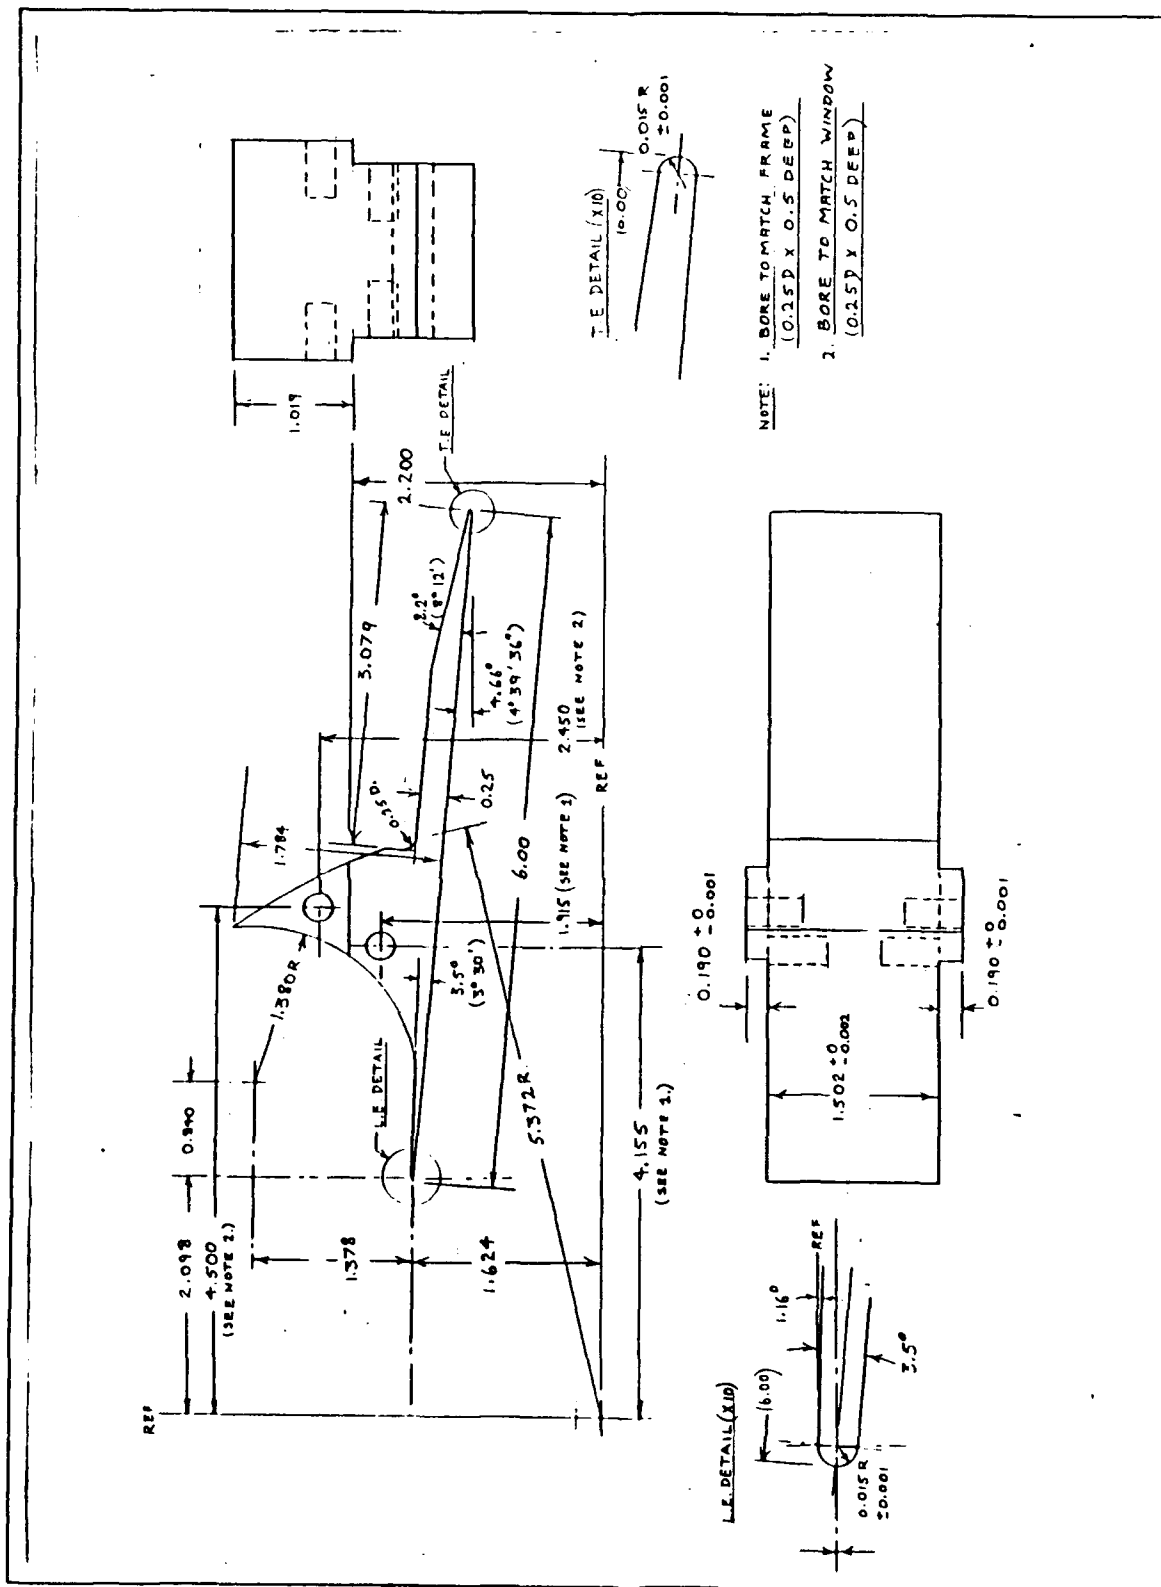 REF
2.098
0.840
4.500
(SEE NOTE 2.)
1.380R
1.378
1.624
L.E DETAIL
1.784
3.079
2.200
T.E DETAIL
1.019
0.25
8.2°
(8° 12')
4.66°
(4° 39' 36")
3.5°
(3° 30')
6.00
1.915 (SEE NOTE 1)
2.450
(SEE NOTE 2)
REF
5.372R.
4.155
(SEE NOTE 1.)
T.E DETAIL (X10)
10.00
0.015 R
±0.001
NOTE: 1. BORE TO MATCH FRAME
(0.25D X 0.5 DEEP)
2. BORE TO MATCH WINDOW
(0.25D X 0.5 DEEP)
L.E. DETAIL (X10)
(6.00)
1.16°
REF
3.5°
0.015 R
±0.001
0.190 +0
-0.001
1.502 +0
-0.002
0.190 +0
-0.001